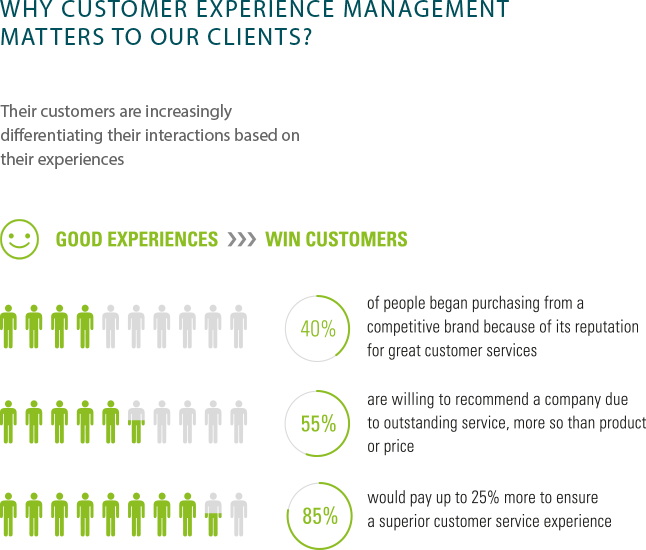 WHY CUSTOMER EXPERIENCE MANAGEMENT
MATTERS TO OUR CLIENTS?
Their customers are increasingly
differentiating their interactions based on
their experiences
GOOD EXPERIENCES >>> WIN CUSTOMERS
40%
of people began purchasing from a
competitive brand because of its reputation
for great customer services
55%
are willing to recommend a company due
to outstanding service, more so than product
or price
85%
would pay up to 25% more to ensure
a superior customer service experience